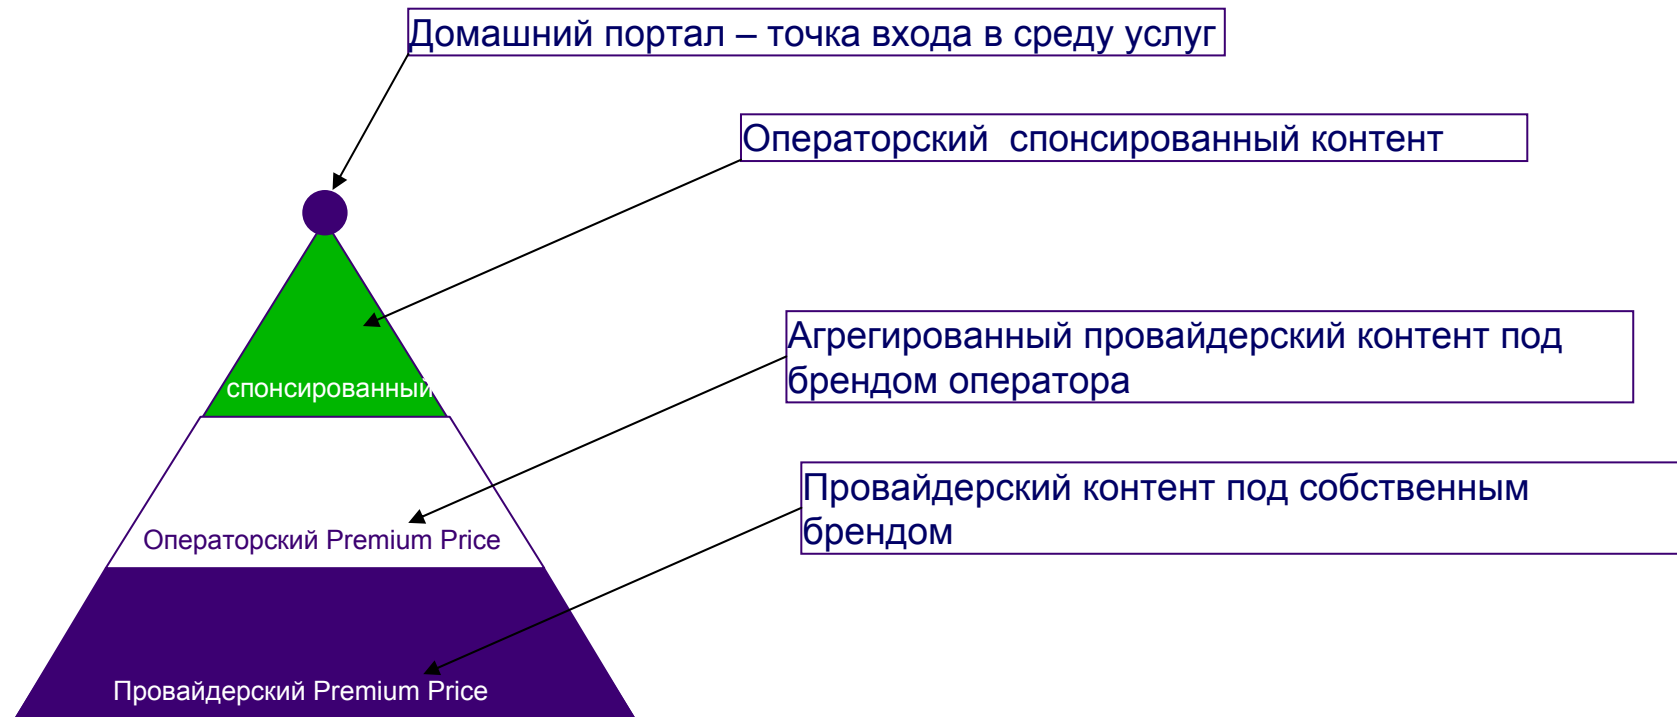 Домашний портал – точка входа в среду услуг
Операторский спонсированный контент
Агрегированный провайдерский контент под
брендом оператора
спонсированный
Провайдерский контент под собственным
брендом
Операторский Premium Price
Провайдерский Premium Price